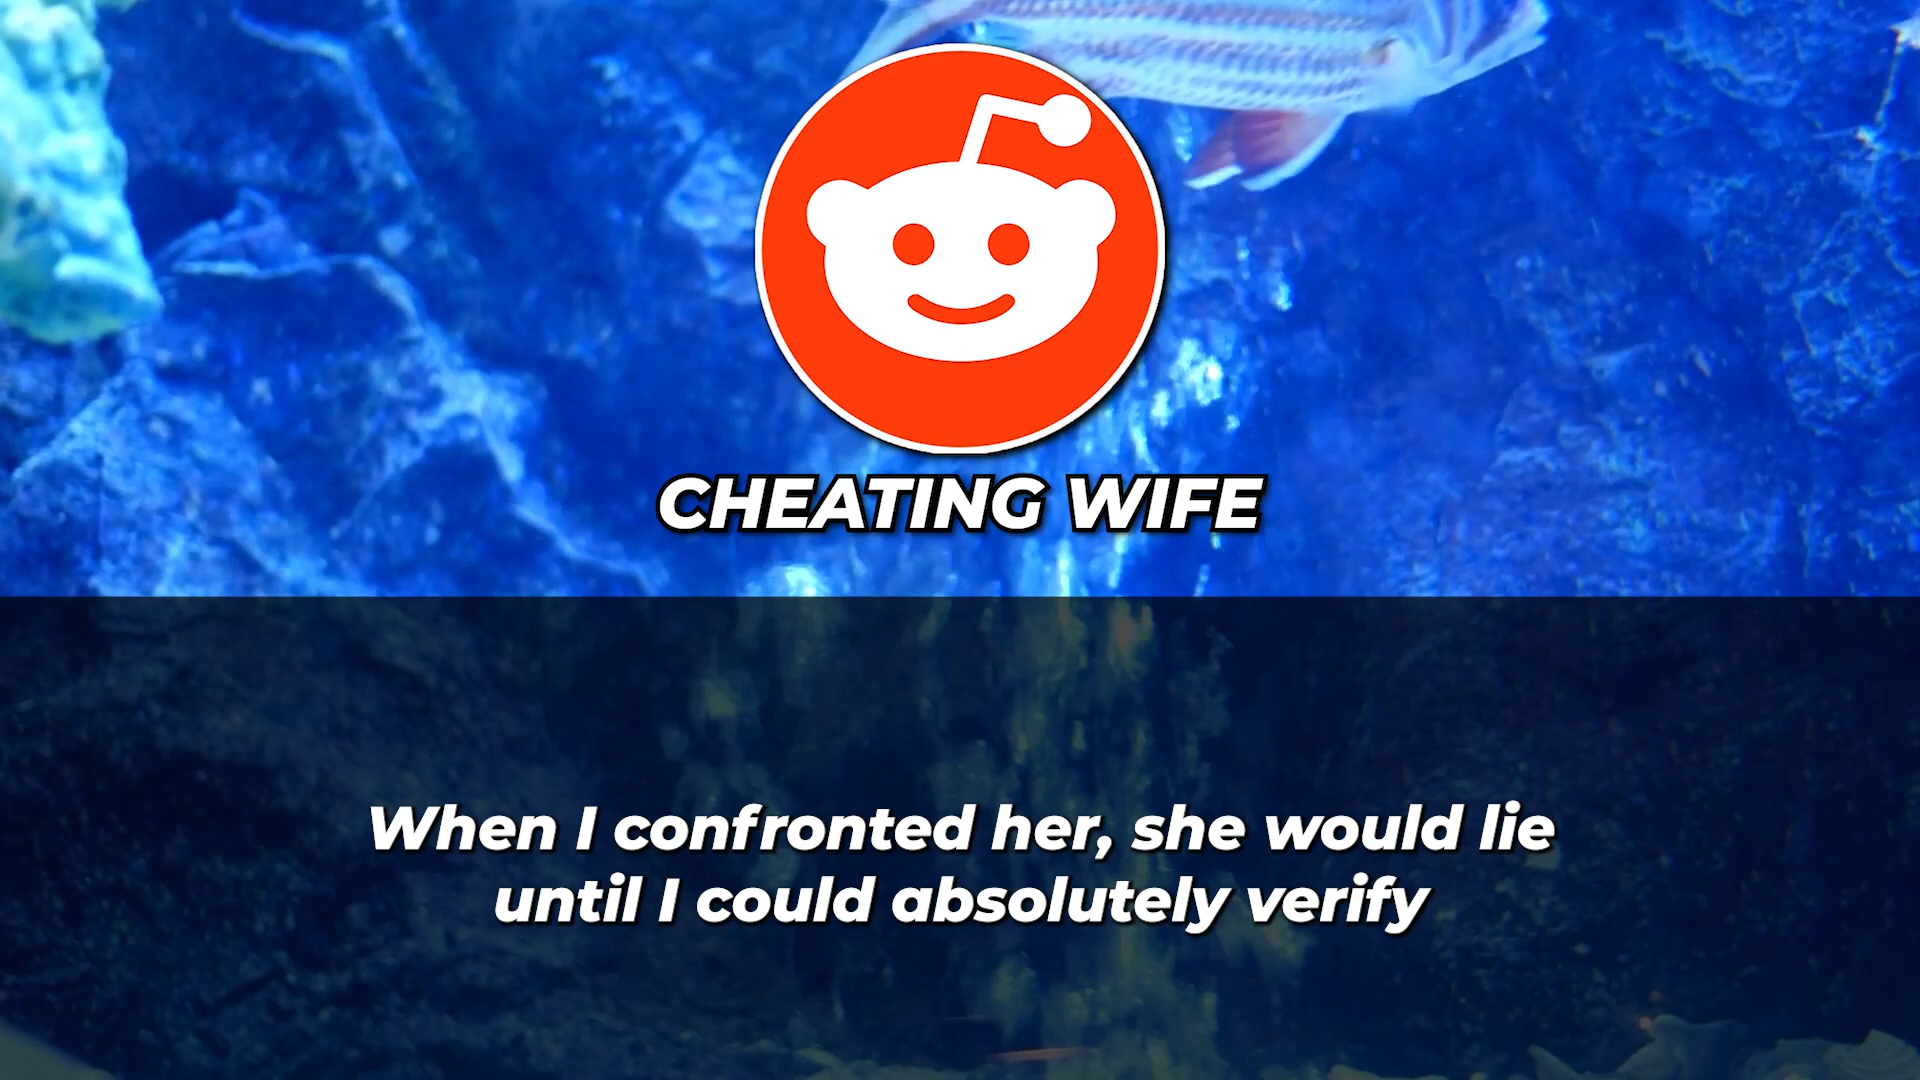 CHEATING WIFE
When I confronted her, she would lie
until I could absolutely verify